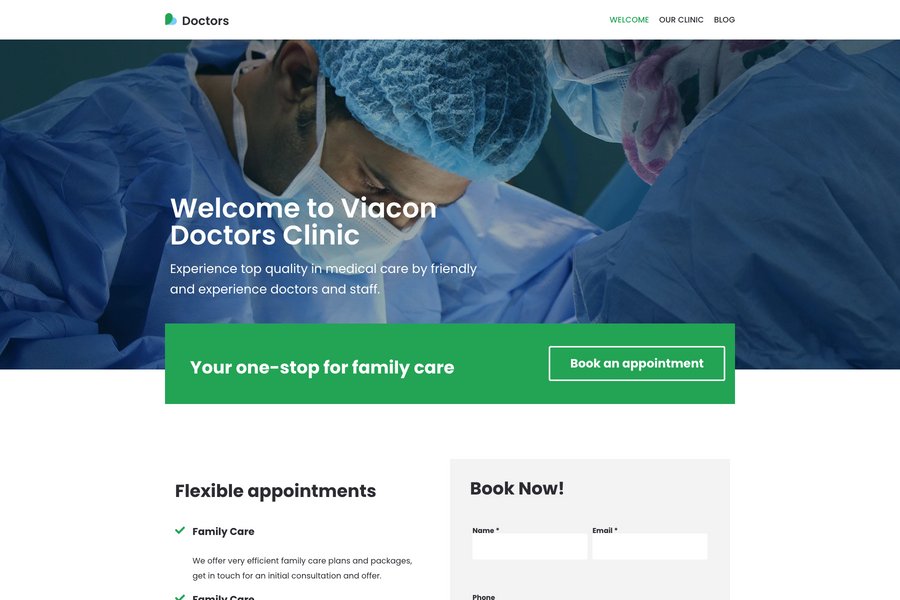 Doctors
WELCOME OUR CLINIC BLOG
Welcome to Viacon
Doctors Clinic
Experience top quality in medical care by friendly
and experience doctors and staff.
Your one-stop for family care
Book an appointment
Flexible appointments
Family Care
We offer very efficient family care plans and packages,
get in touch for an initial consultation and offer.
Family Care
Book Now!
Name * Email *
Phone